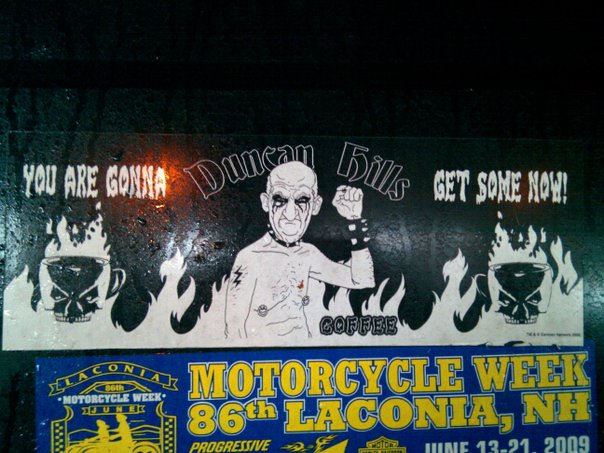 Duncan Hills
YOU ARE GONNA
GET SOME NOW!
COFFEE
LACONIA
86th
MOTORCYCLE WEEK
JUNE
MOTORCYCLE WEEK
86th LACONIA, NH
PROGRESSIVE
JUNE 13-21, 2009